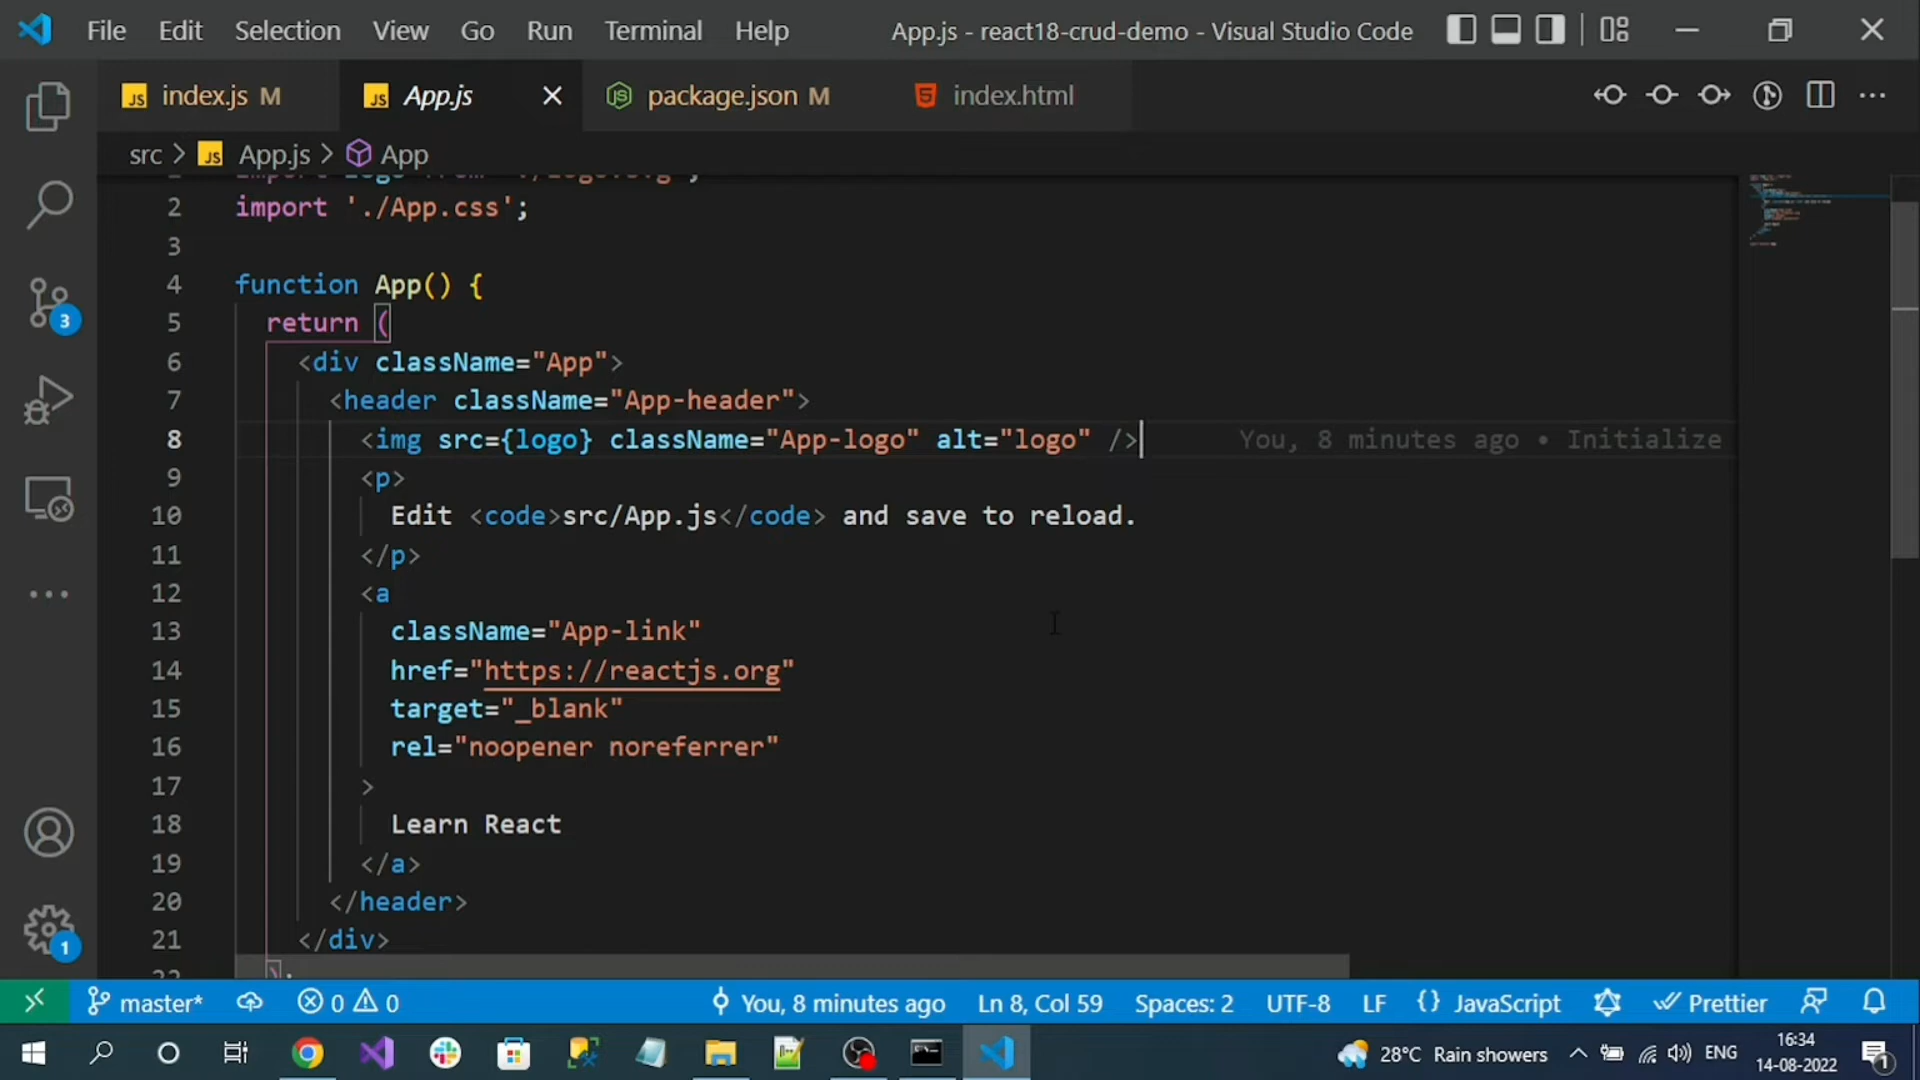 File Edit Selection View Go Run Terminal Help App.js - react18-crud-demo - Visual Studio Code
JS index.js M JS App.js package.json M index.html
src > JS App.js > App
2 import './App.css';
3
4 function App() {
5 return (
6 <div className="App">
7 <header className="App-header">
8 <img src={logo} className="App-logo" alt="logo" /> You, 8 minutes ago • Initialize
9 <p>
10 Edit <code>src/App.js</code> and save to reload.
11 </p>
12 <a
13 className="App-link"
14 href="https://reactjs.org"
15 target="_blank"
16 rel="noopener noreferrer"
17 >
18 Learn React
19 </a>
20 </header>
21 </div>
3
1
master* 0 0 You, 8 minutes ago Ln 8, Col 59 Spaces: 2 UTF-8 LF {} JavaScript Prettier
28°C Rain showers ENG 16:34
14-08-2022 1